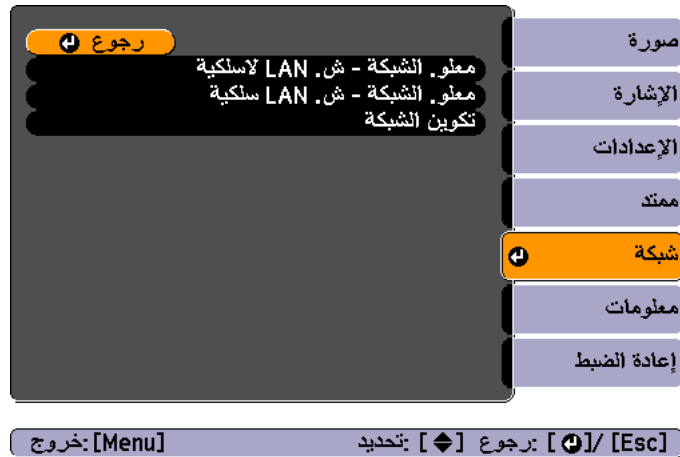 صورة
الإشارة
الإعدادات
ممتد
شبكة
معلومات
إعادة الضبط
رجوع
معلو. الشبكة - ش. LAN لاسلكية
معلو. الشبكة - ش. LAN سلكية
تكوين الشبكة
[Esc] /[ ] :رجوع [ ] :تحديد [Menu] :خروج